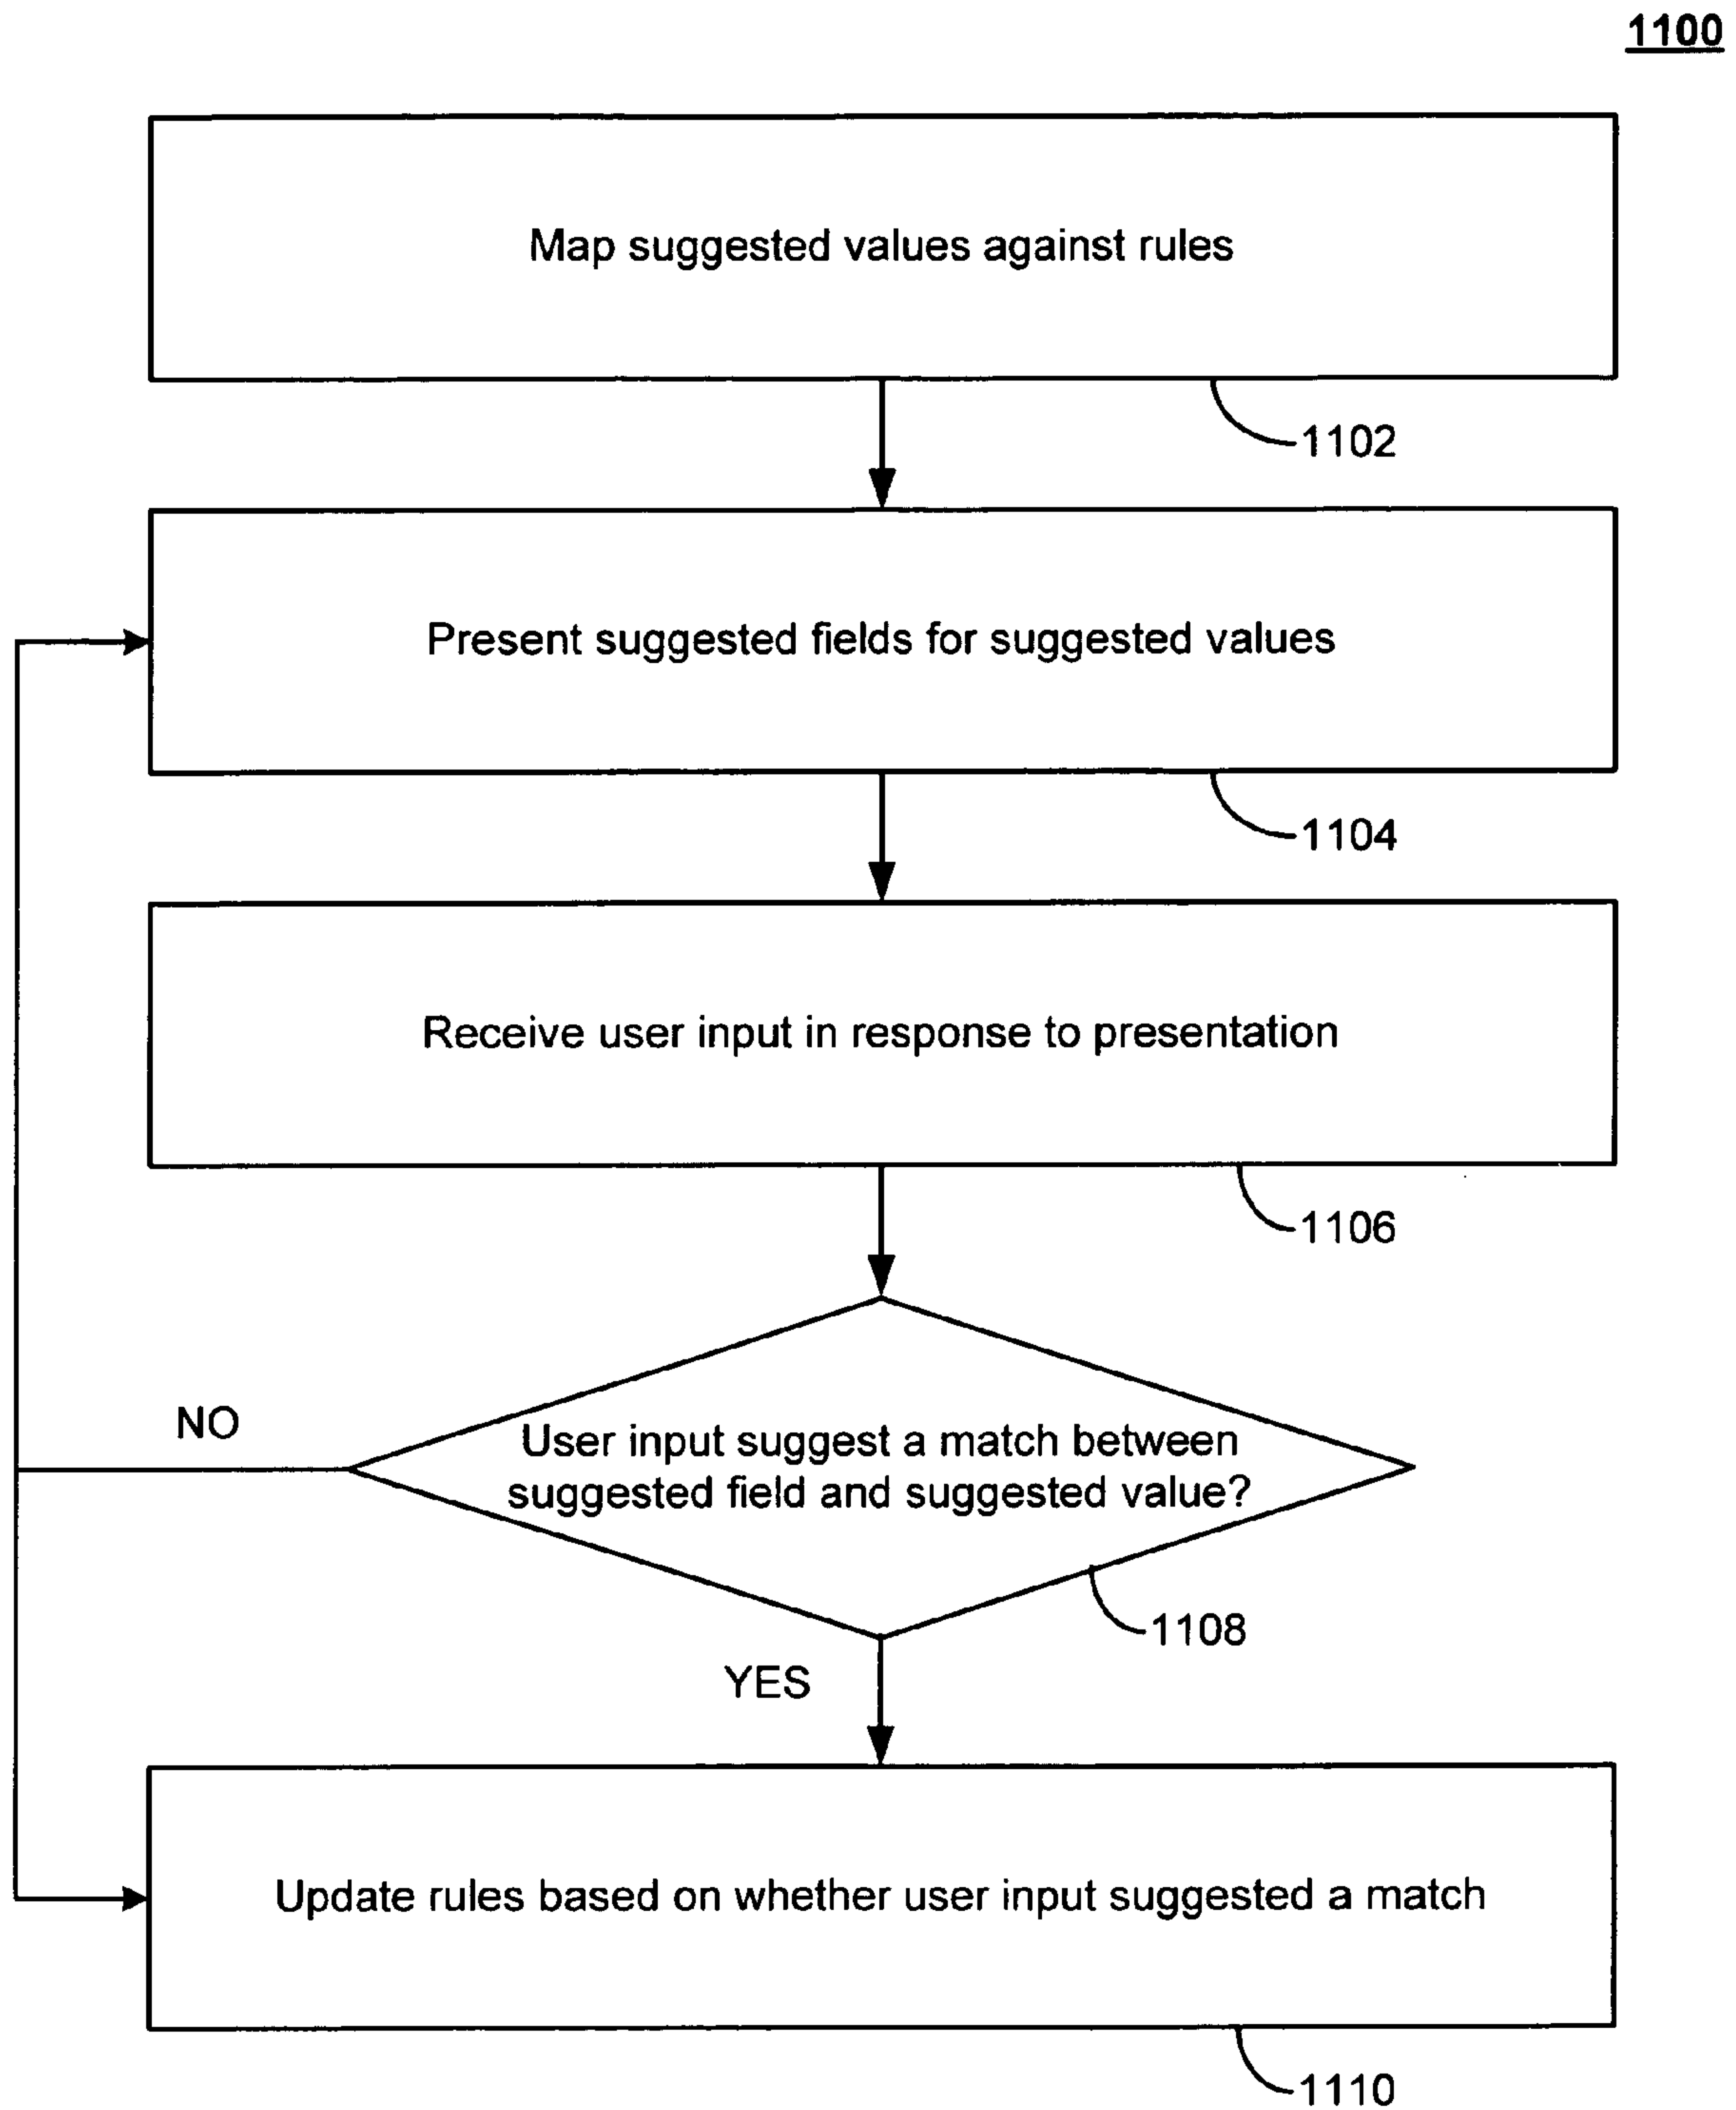 1100
Map suggested values against rules
1102
Present suggested fields for suggested values
1104
Receive user input in response to presentation
1106
NO
User input suggest a match between
suggested field and suggested value?
1108
YES
Update rules based on whether user input suggested a match
1110